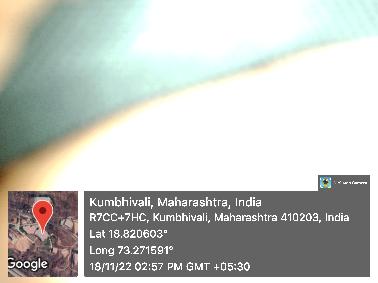 Kumbhivali, Maharashtra, India
R7CC+7HC, Kumbhivali, Maharashtra 410203, India
Lat 18.820603°
Long 73.271591°
18/11/22 02:57 PM GMT +05:30
Google